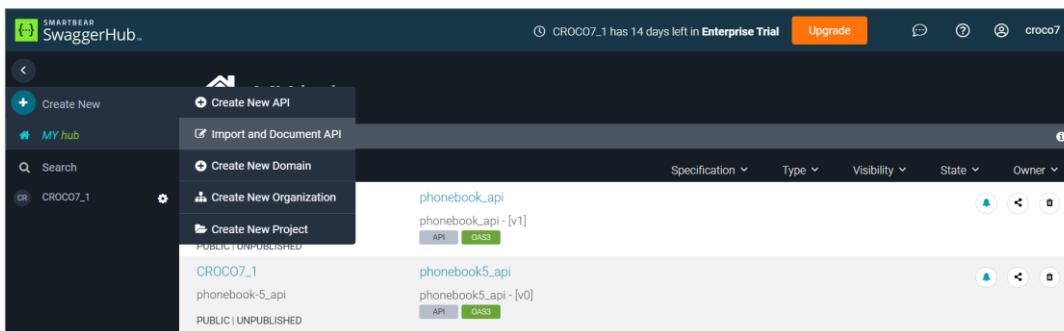 SMARTBEAR
SwaggerHub™
CROCO7_1 has 14 days left in Enterprise Trial
Upgrade
croco7
Create New
MY hub
Search
CR CROCO7_1
Create New API
Import and Document API
Create New Domain
Create New Organization
Create New Project
Specification Type Visibility State Owner
phonebook_api
phonebook_api - [v1]
API OAS3
PUBLIC | UNPUBLISHED
CROCO7_1 phonebook5_api
phonebook-5_api phonebook5_api - [v0]
API OAS3
PUBLIC | UNPUBLISHED